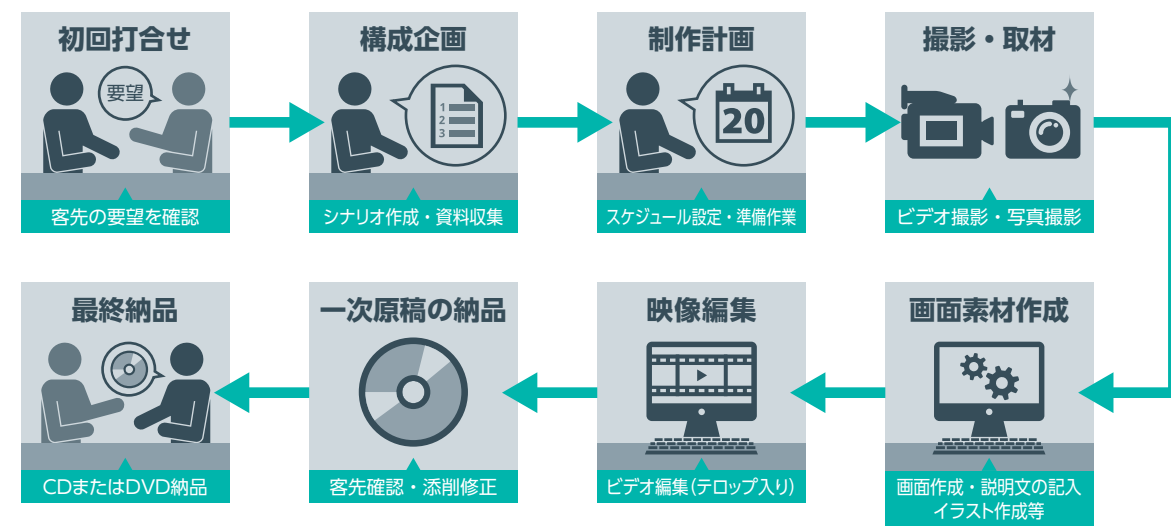 初回打合せ
要望
客先の要望を確認
構成企画
1
2
3
シナリオ作成・資料収集
制作計画
20
スケジュール設定・準備作業
撮影・取材
ビデオ撮影・写真撮影
画面素材作成
画面作成・説明文の記入
イラスト作成等
映像編集
ビデオ編集(テロップ入り)
一次原稿の納品
客先確認・添削修正
最終納品
CDまたはDVD納品